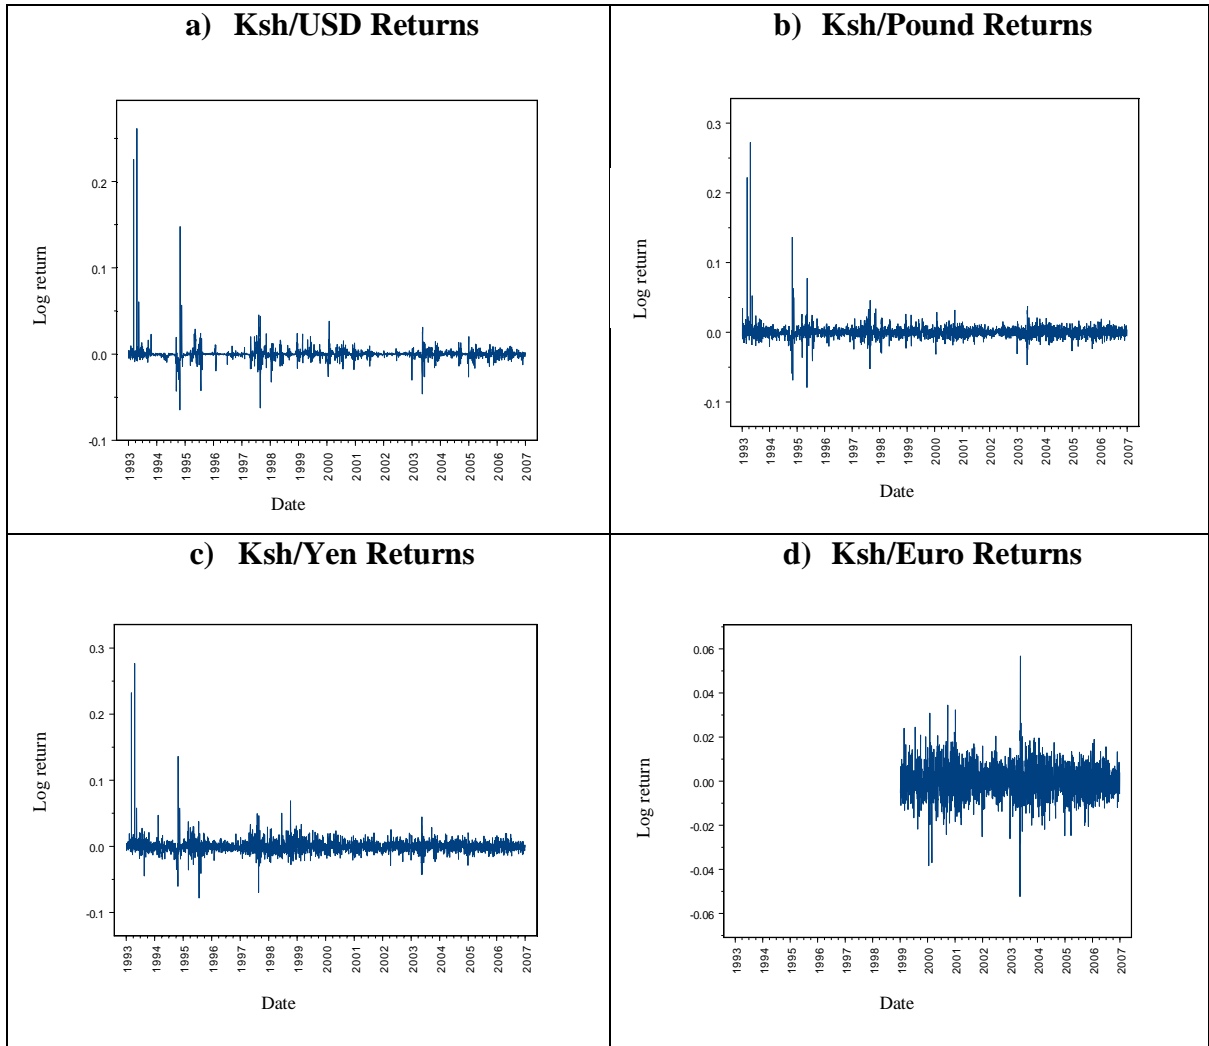 a) Ksh/USD Returns
0.2
0.1
0.0
-0.1
Log return
1993 1994 1995 1996 1997 1998 2000 2001 2002 2003 2004 2005 2006 2007
Date
b) Ksh/Pound Returns
0.3
0.2
0.1
0.0
-0.1
Log return
1993 1994 1995 1996 1997 1998 1999 2000 2001 2002 2003 2004 2005 2006 2007
Date
c) Ksh/Yen Returns
0.3
0.2
0.1
0.0
-0.1
Log return
1993 1994 1995 1996 1997 1998 1999 2000 2001 2002 2003 2004 2005 2006 2007
Date
d) Ksh/Euro Returns
0.06
0.04
0.02
0.00
-0.02
-0.04
-0.06
Log return
1993 1994 1995 1996 1997 1998 1999 2000 2001 2002 2003 2004 2005 2006 2007
Date